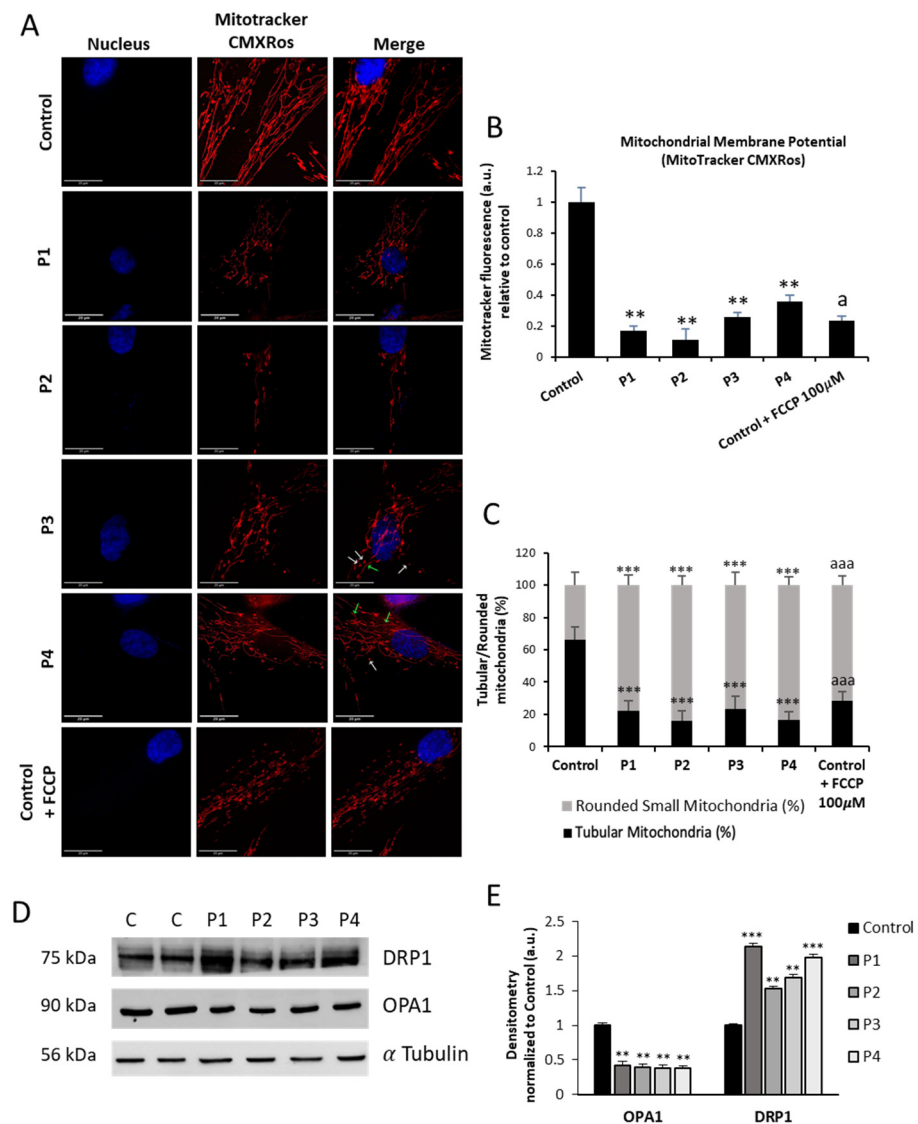 A
Nucleus
Mitotracker
CMXRos
Merge
Control
P1
P2
P3
P4
Control
+ FCCP
B
Mitochondrial Membrane Potential
(MitoTracker CMXRos)
Mitotracker fluorescence (a.u.)
relative to control
1.2
1
0.8
0.6
0.4
0.2
0
** ** ** ** a
Control P1 P2 P3 P4 Control + FCCP 100μM
C
Tubular/Rounded
mitochondria (%)
120
100
80
60
40
20
0
*** *** *** *** aaa
*** *** *** *** aaa
Control P1 P2 P3 P4 Control
+ FCCP
100μM
Rounded Small Mitochondria (%)
Tubular Mitochondria (%)
D
C C P1 P2 P3 P4
75 kDa DRP1
90 kDa OPA1
56 kDa α Tubulin
E
Densitometry
normalized to Control (a.u.)
2.5
2
1.5
1
0.5
0
** ** ** **
*** ** ** ***
OPA1 DRP1
Control
P1
P2
P3
P4